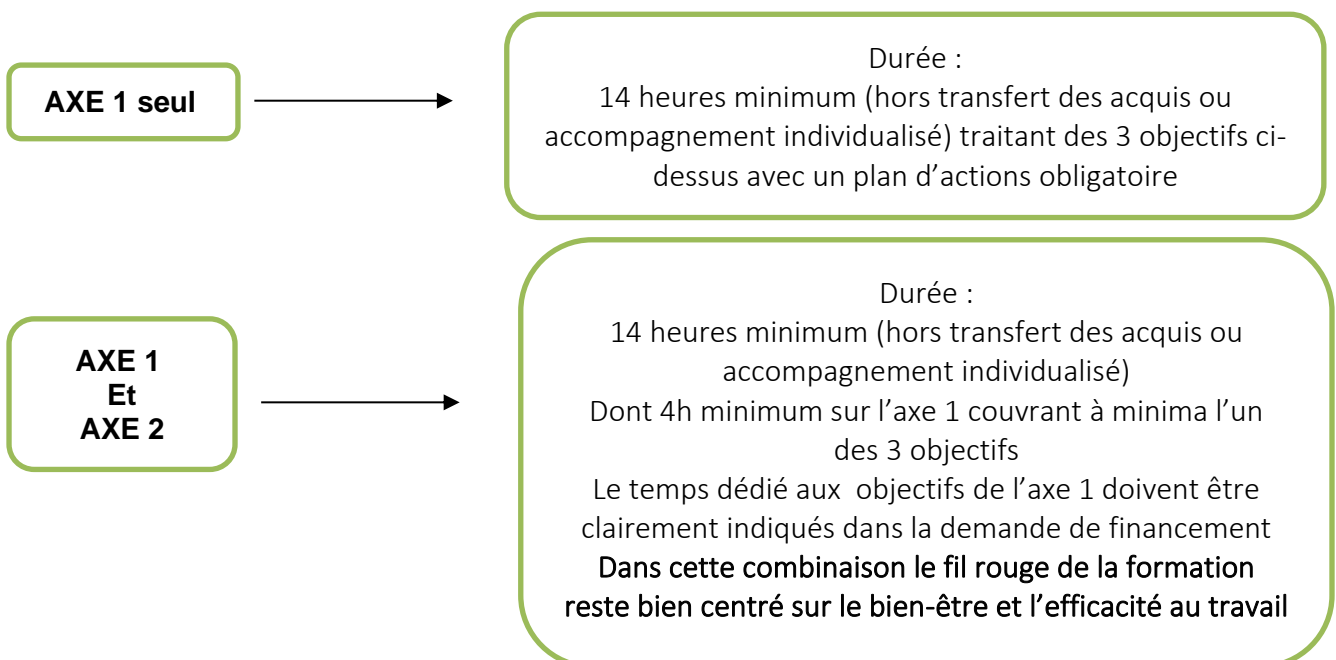 AXE 1 seul
Durée :
14 heures minimum (hors transfert des acquis ou
accompagnement individualisé) traitant des 3 objectifs ci-
dessus avec un plan d’actions obligatoire
AXE 1
Et
AXE 2
Durée :
14 heures minimum (hors transfert des acquis ou
accompagnement individualisé)
Dont 4h minimum sur l’axe 1 couvrant à minima l’un
des 3 objectifs
Le temps dédié aux  objectifs de l’axe 1 doivent être
clairement indiqués dans la demande de financement
Dans cette combinaison le fil rouge de la formation
reste bien centré sur le bien-être et l’efficacité au travail